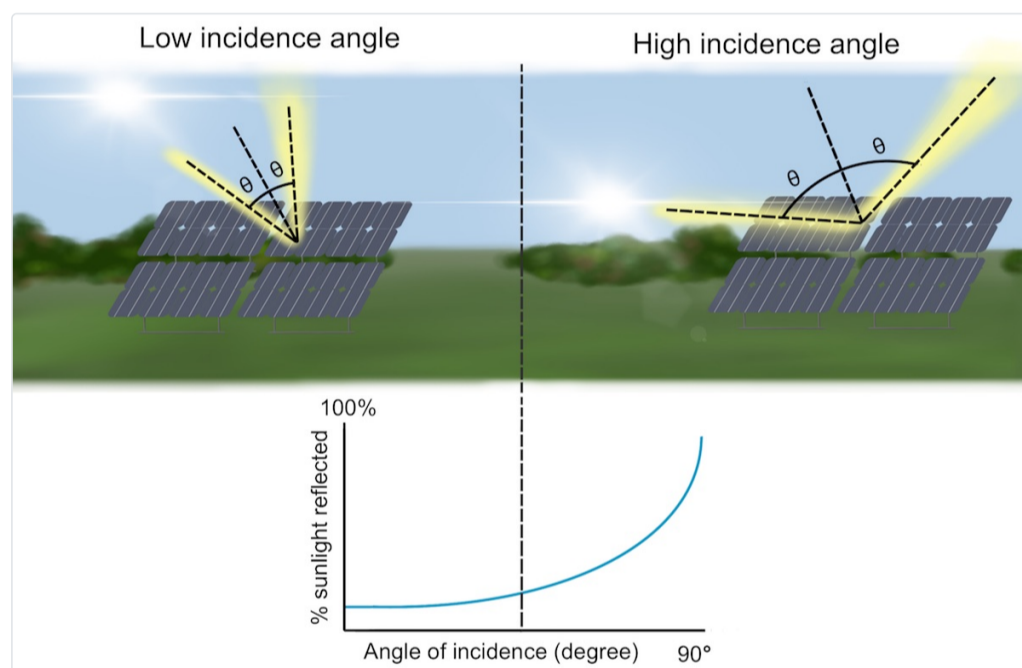 Low incidence angle
High incidence angle
θ
θ
θ
θ
100%
% sunlight reflected
Angle of incidence (degree)
90°